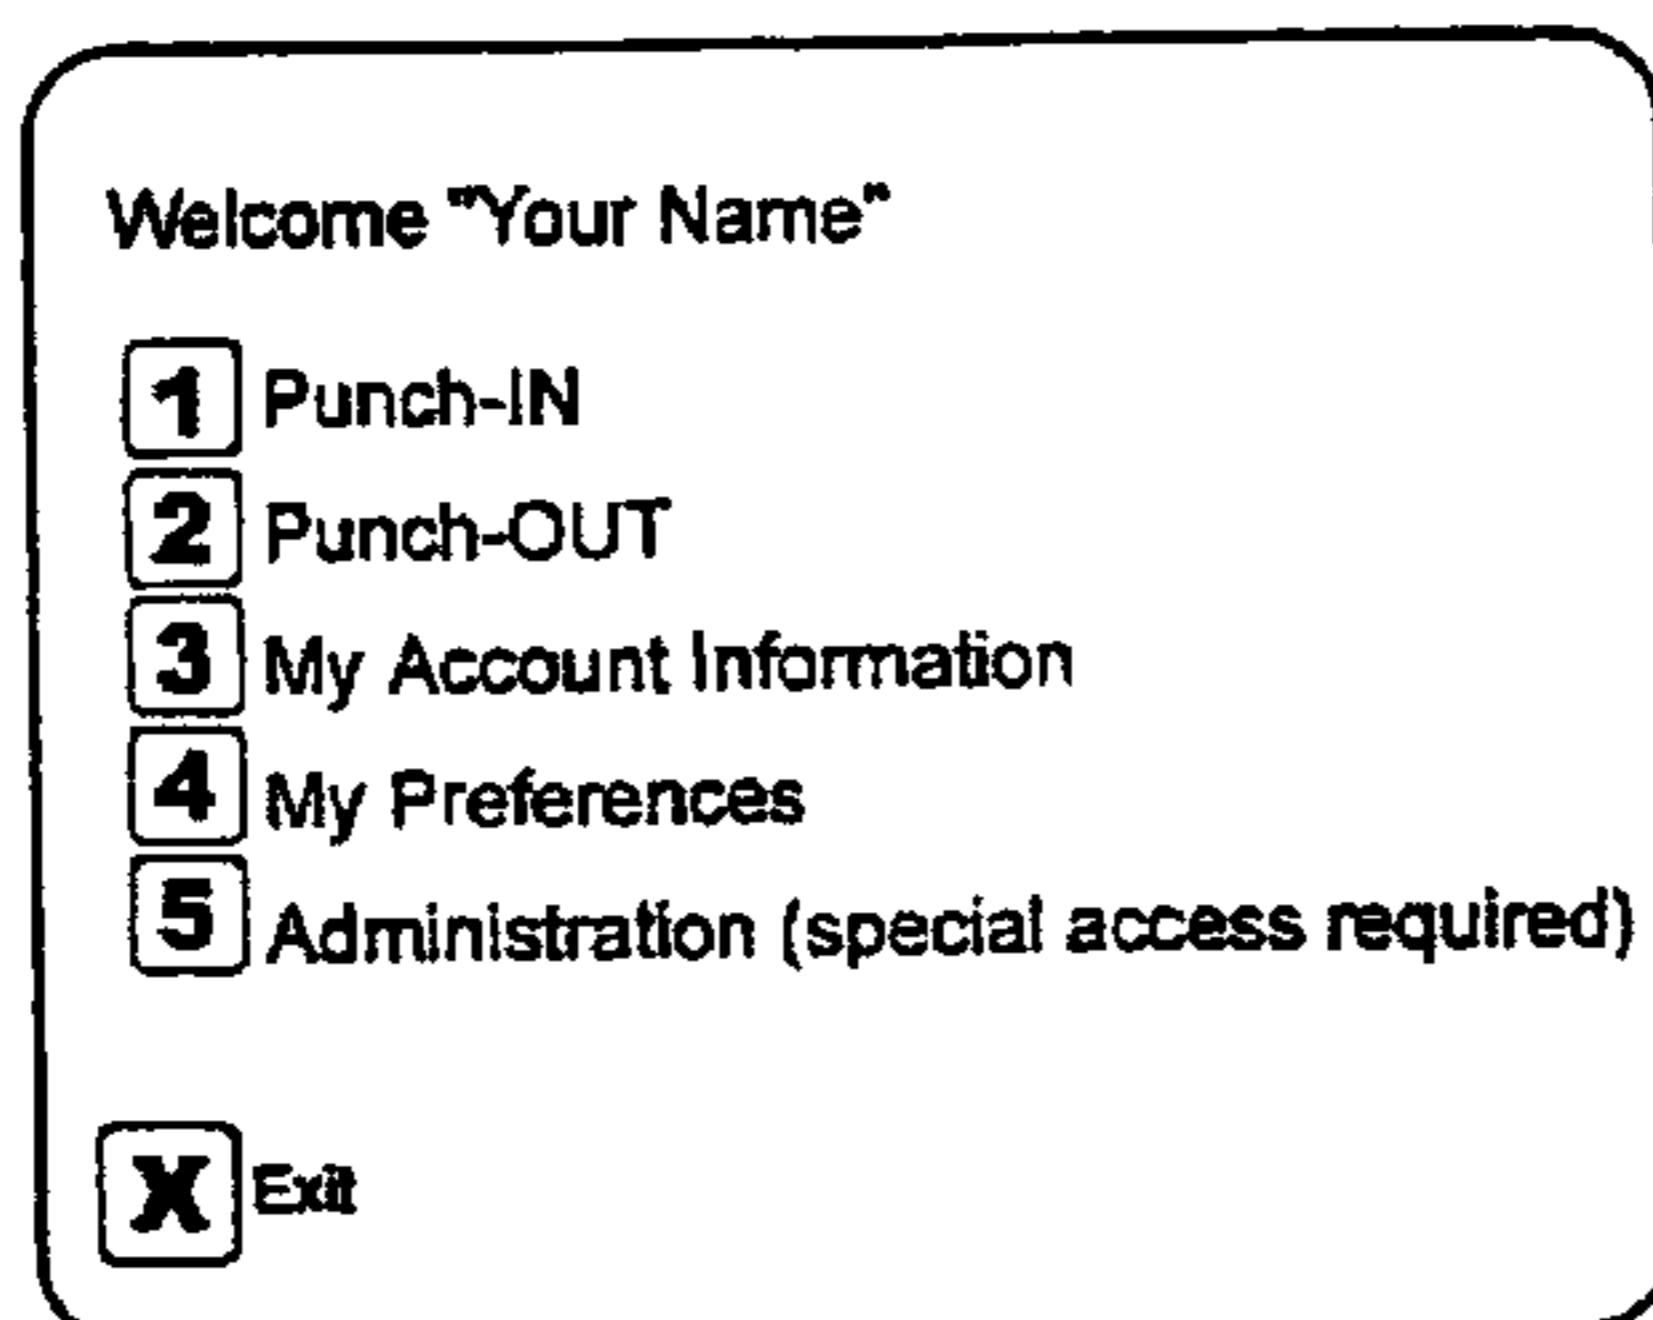 Welcome "Your Name"
1 Punch-IN
2 Punch-OUT
3 My Account Information
4 My Preferences
5 Administration (special access required)
X Exit